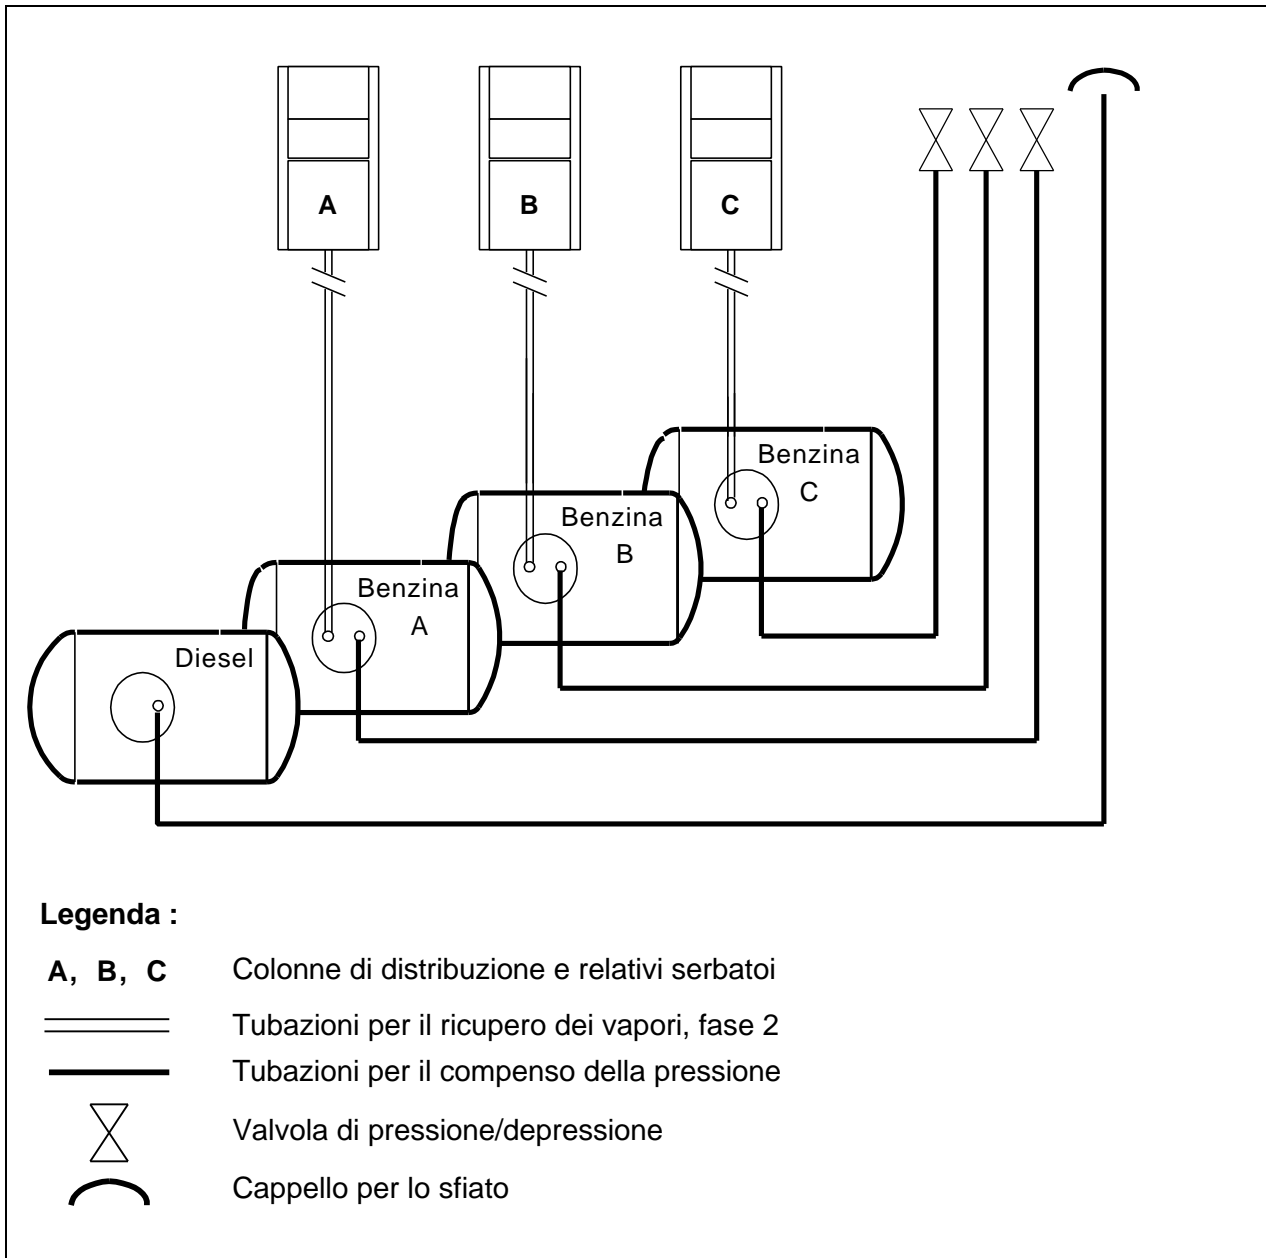 A
B
C
Benzina
C
Benzina
B
Benzina
A
Diesel
Legenda :
A, B, C Colonne di distribuzione e relativi serbatoi
Tubazioni per il ricupero dei vapori, fase 2
Tubazioni per il compenso della pressione
Valvola di pressione/depressione
Cappello per lo sfiato